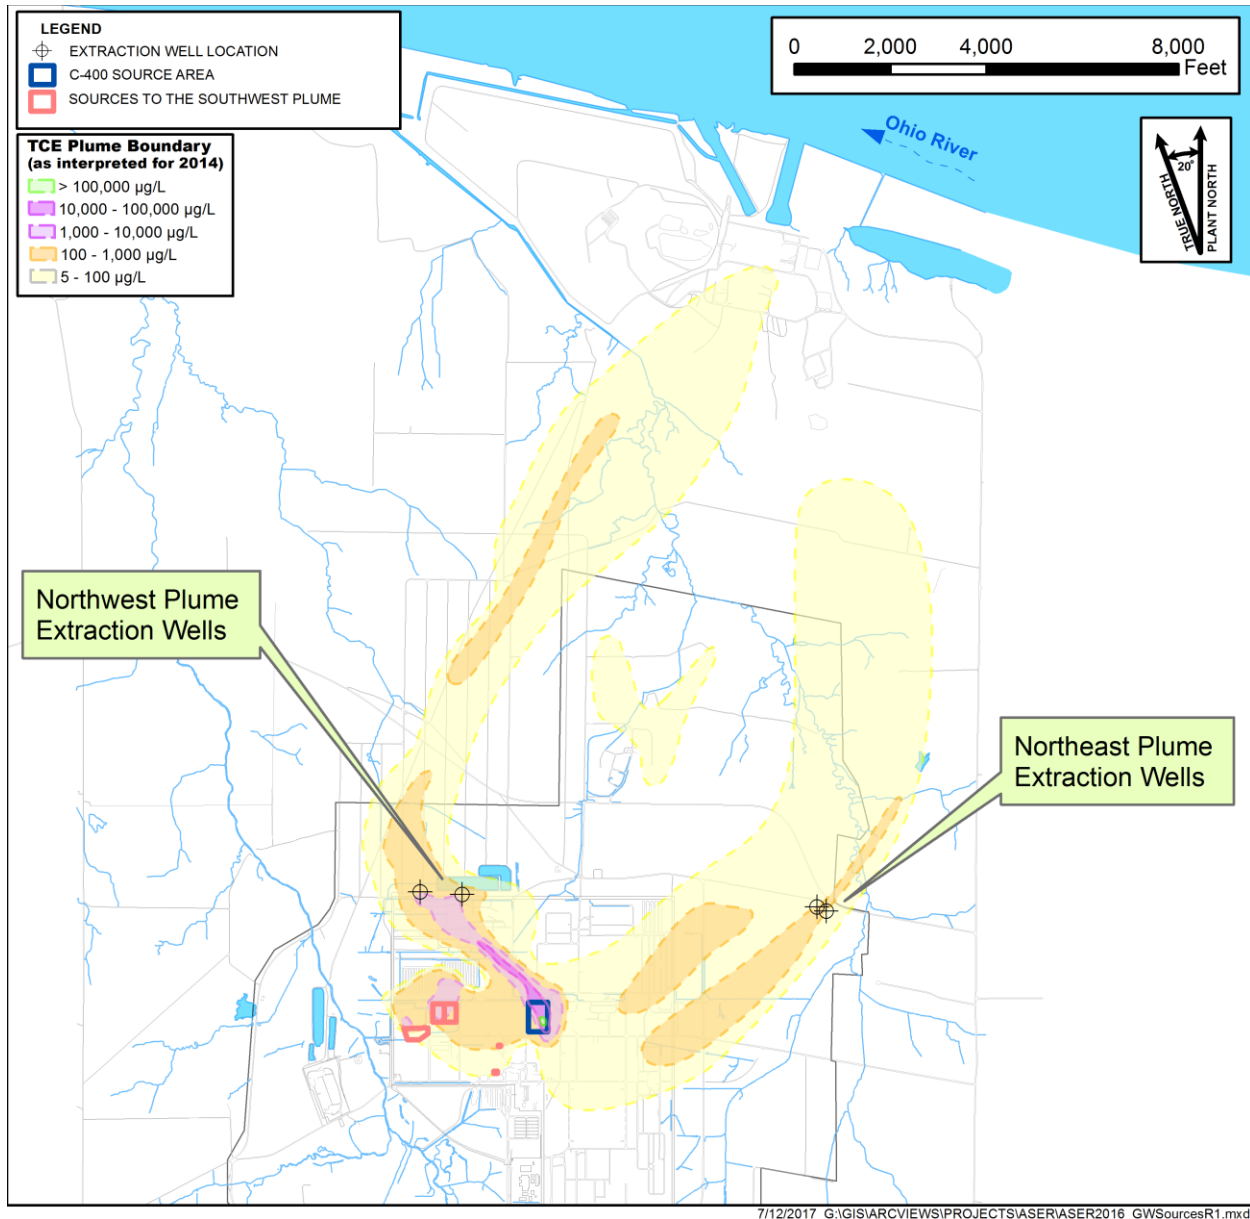 LEGEND
EXTRACTION WELL LOCATION
C-400 SOURCE AREA
SOURCES TO THE SOUTHWEST PLUME
TCE Plume Boundary
(as interpreted for 2014)
> 100,000 µg/L
10,000 - 100,000 µg/L
1,000 - 10,000 µg/L
100 - 1,000 µg/L
5 - 100 µg/L
0 2,000 4,000 8,000
Feet
Ohio River
20°
TRUE NORTH
PLANT NORTH
Northwest Plume
Extraction Wells
Northeast Plume
Extraction Wells
7/12/2017 G:\GIS\ARCVIEWS\PROJECTS\ASER\ASER2016_GWSourcesR1.mxd